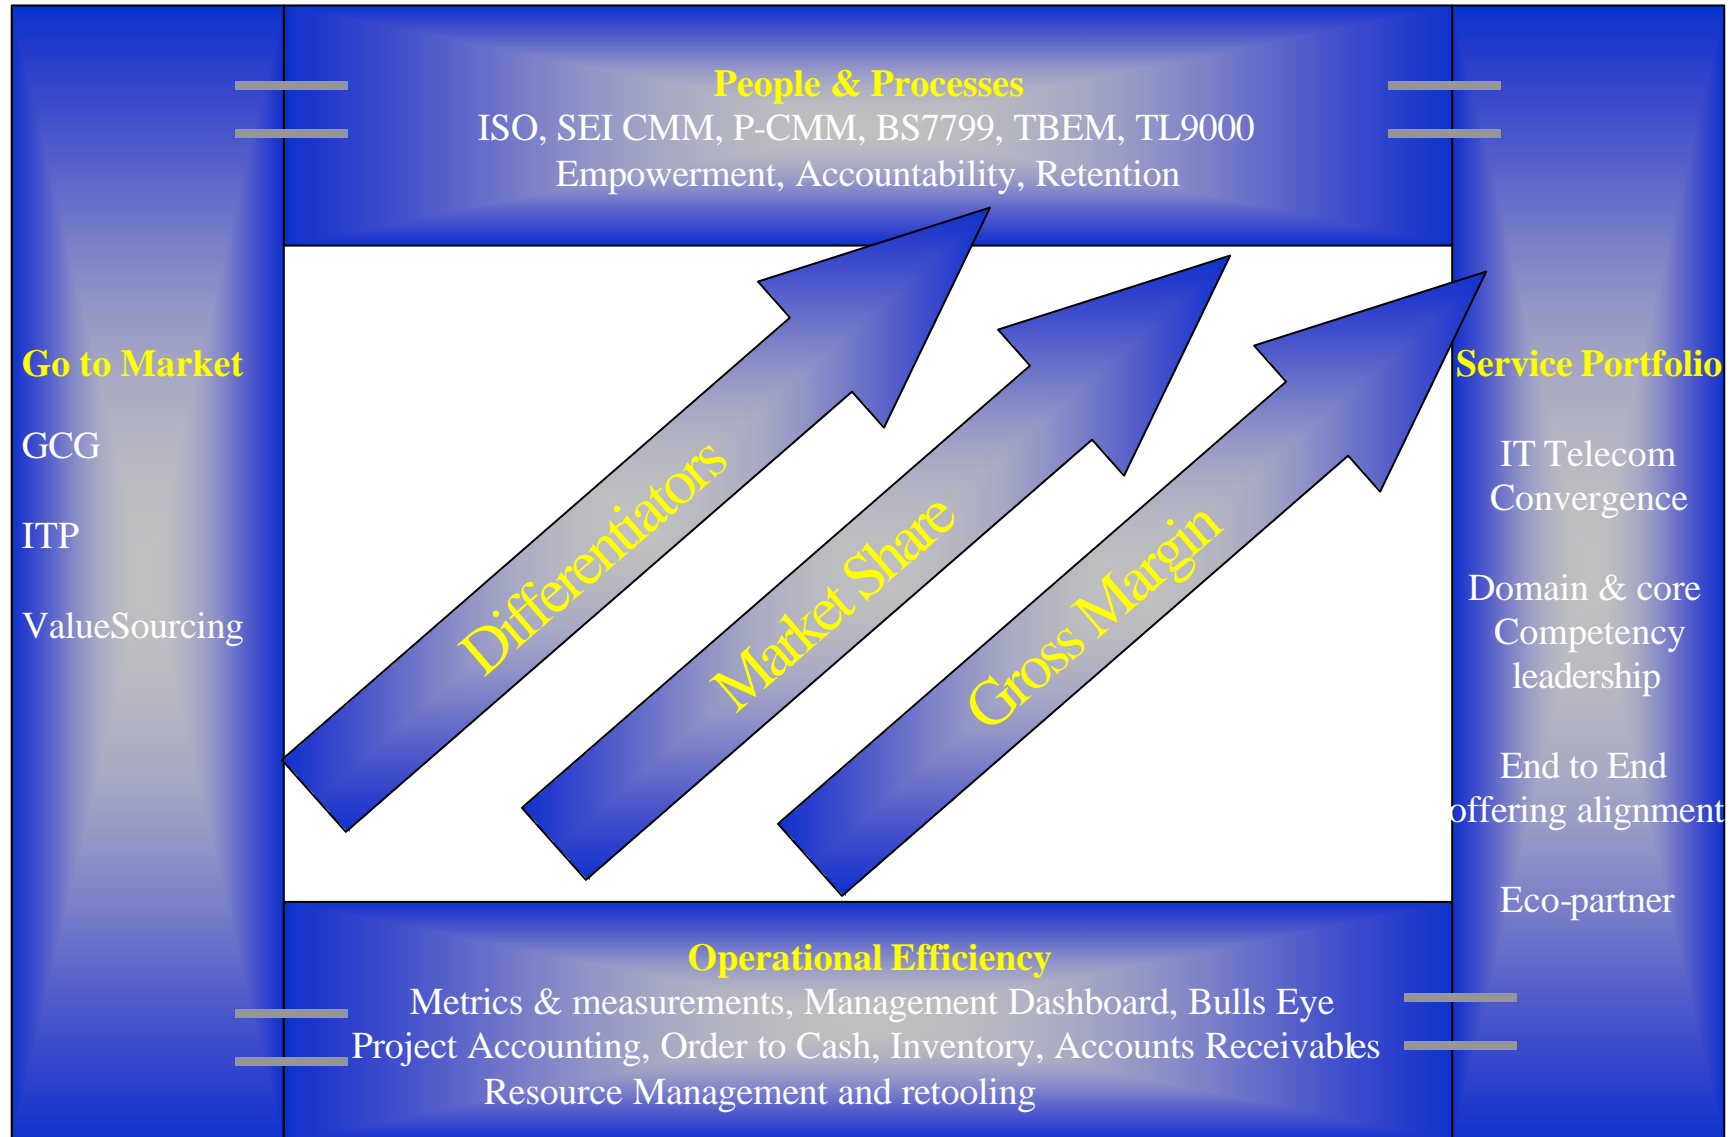 People & Processes
ISO, SEI CMM, P-CMM, BS7799, TBEM, TL9000
Empowerment, Accountability, Retention
Go to Market
GCG
ITP
ValueSourcing
Differentiators
Market Share
Gross Margin
Service Portfolio
IT Telecom
Convergence
Domain & core
Competency
leadership
End to End
offering alignment
Eco-partner
Operational Efficiency
Metrics & measurements, Management Dashboard, Bulls Eye
Project Accounting, Order to Cash, Inventory, Accounts Receivables
Resource Management and retooling